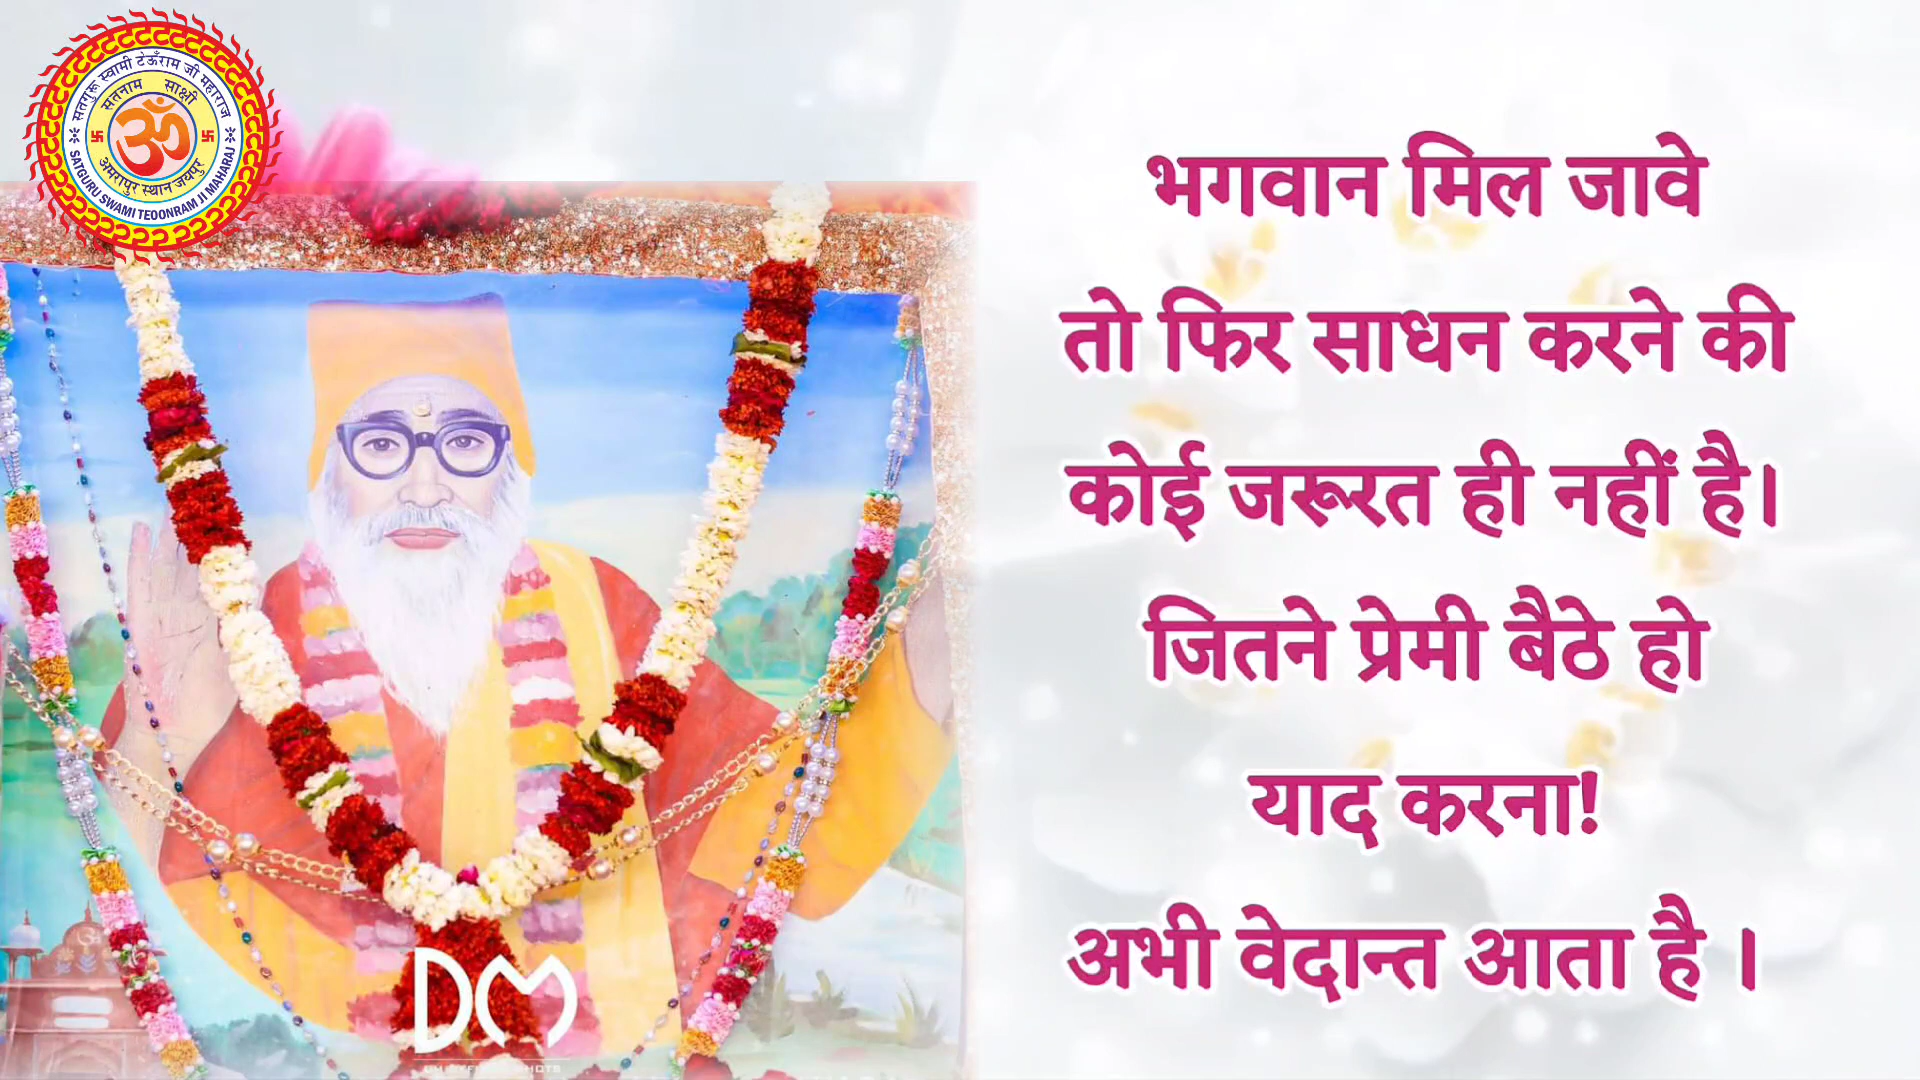 सतगुरू स्वामी टेऊँराम जी महाराज
सतनाम साक्षी
ॐ
अमरापुर स्थान जयपुर
SATGURU SWAMI TEOONRAM JI MAHARAJ
भगवान मिल जावे
तो फिर साधन करने की
कोई जरूरत ही नहीं है।
जितने प्रेमी बैठे हो
याद करना!
अभी वेदान्त आता है ।
DM